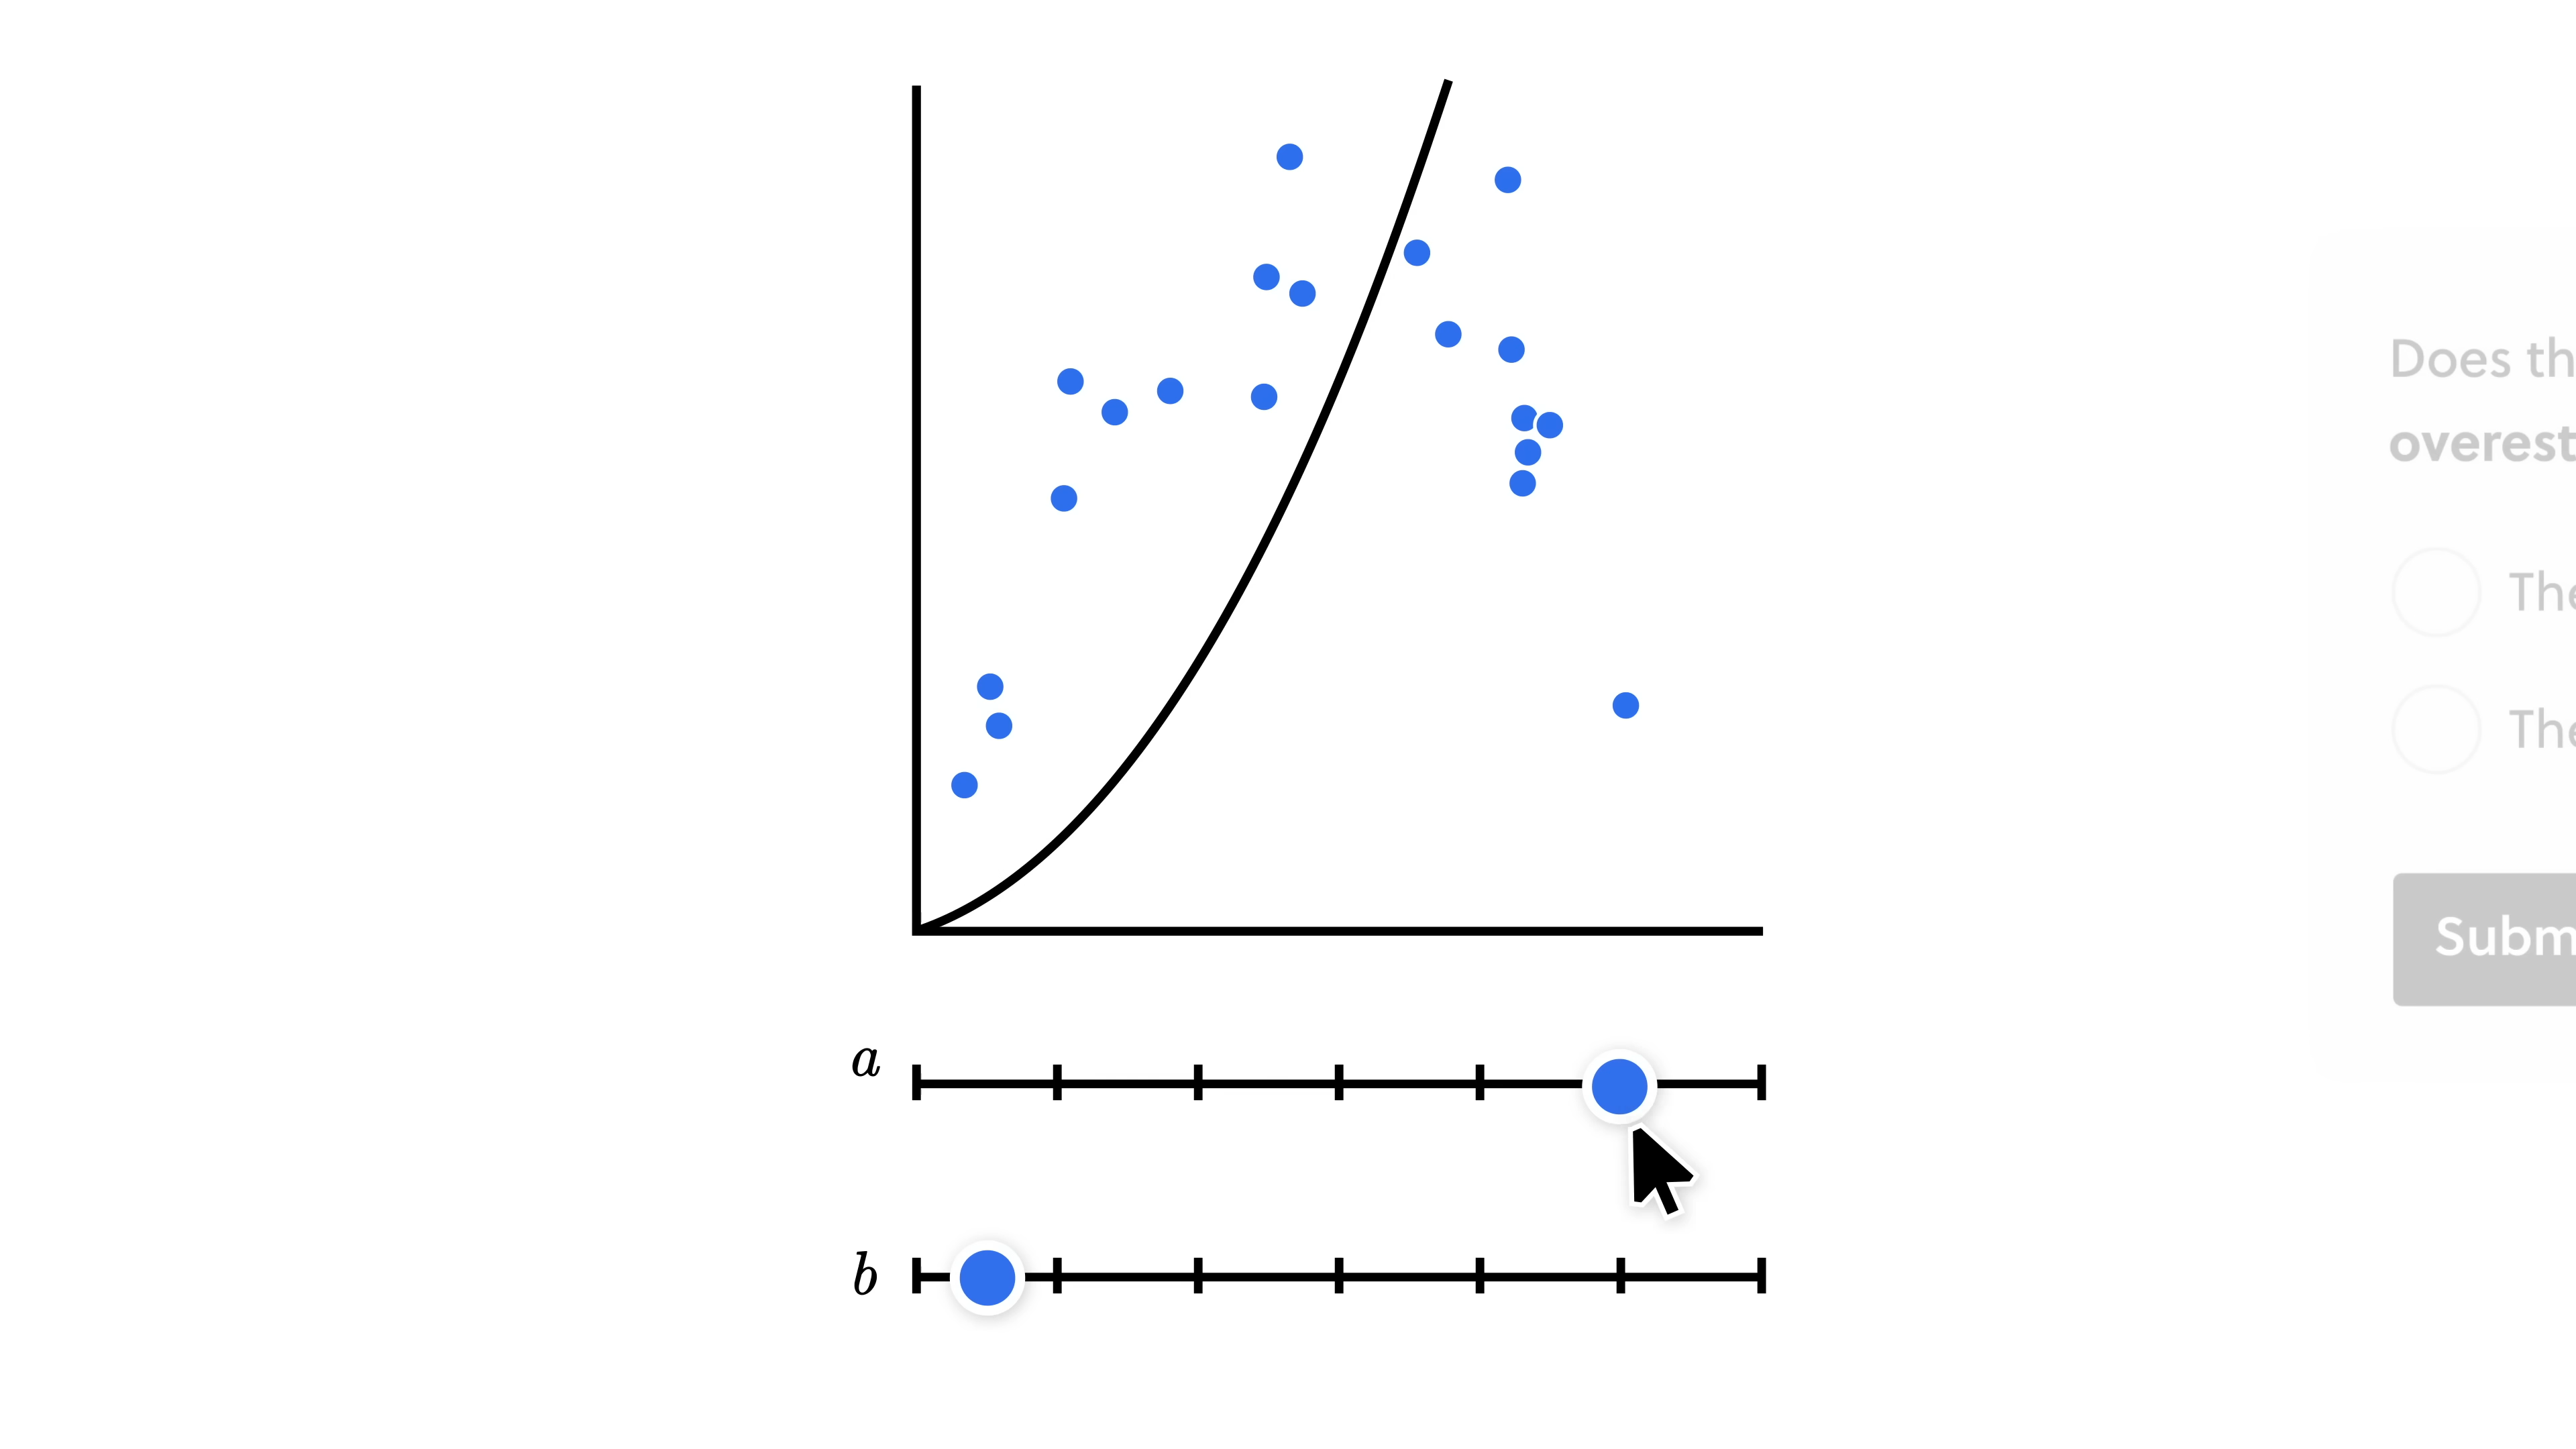 a
b
Does th
overest
The
The
Subm